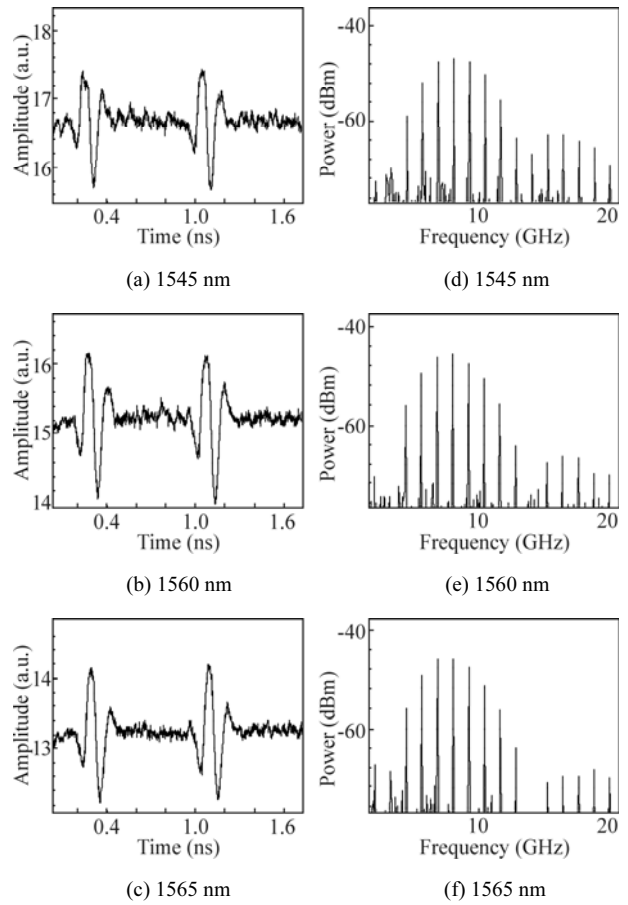 18
17
16
Amplitude (a.u.)
0.4
1.0
1.6
Time (ns)
(a) 1545 nm
-40
-60
Power (dBm)
10
20
Frequency (GHz)
(d) 1545 nm
16
15
14
Amplitude (a.u.)
0.4
1.0
1.6
Time (ns)
(b) 1560 nm
-40
-60
Power (dBm)
10
20
Frequency (GHz)
(e) 1560 nm
14
13
Amplitude (a.u.)
0.4
1.0
1.6
Time (ns)
(c) 1565 nm
-40
-60
Power (dBm)
10
20
Frequency (GHz)
(f) 1565 nm